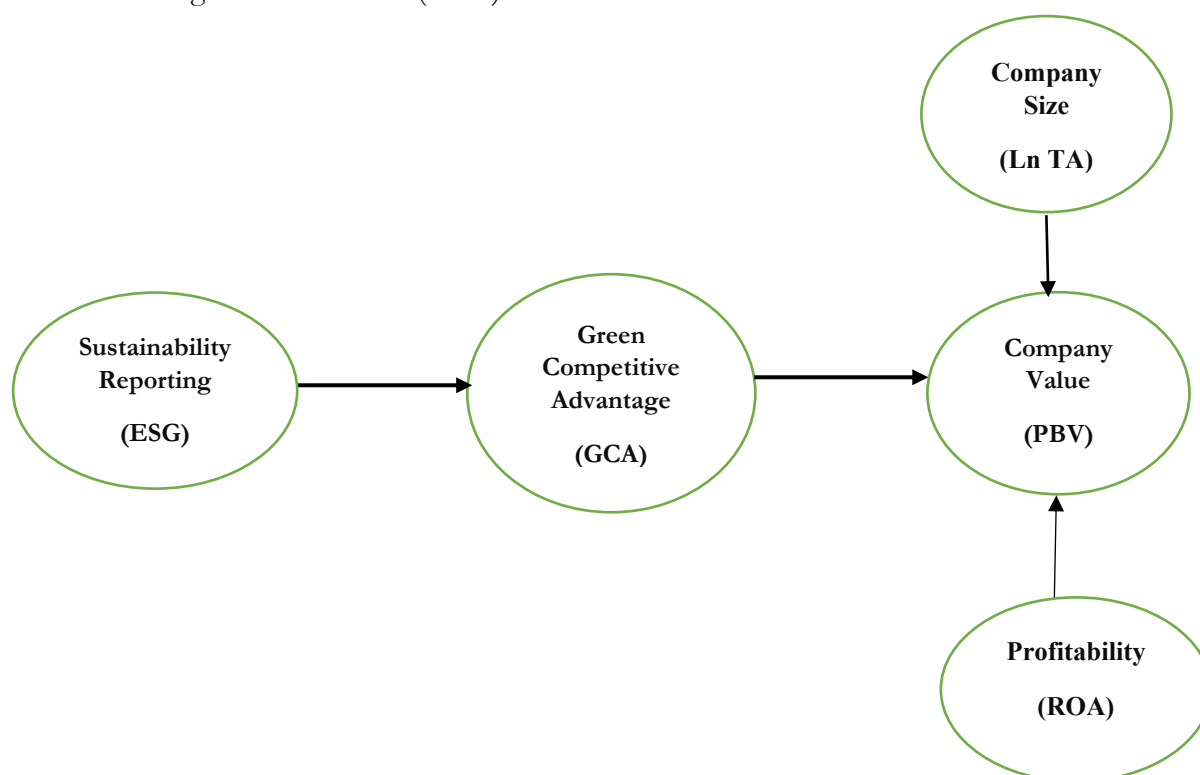 Company
Size
(Ln TA)
Sustainability
Reporting
(ESG)
Green
Competitive
Advantage
(GCA)
Company
Value
(PBV)
Profitability
(ROA)